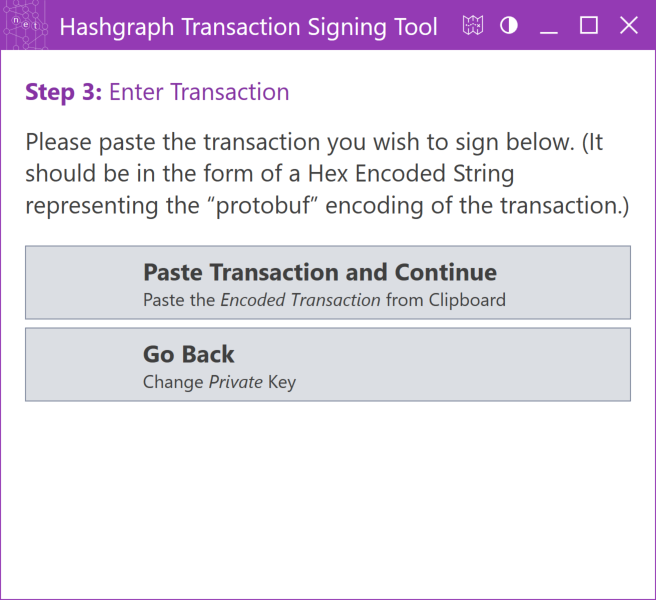 net
Hashgraph Transaction Signing Tool
Step 3: Enter Transaction
Please paste the transaction you wish to sign below. (It
should be in the form of a Hex Encoded String
representing the “protobuf” encoding of the transaction.)
Paste Transaction and Continue
Paste the Encoded Transaction from Clipboard
Go Back
Change Private Key